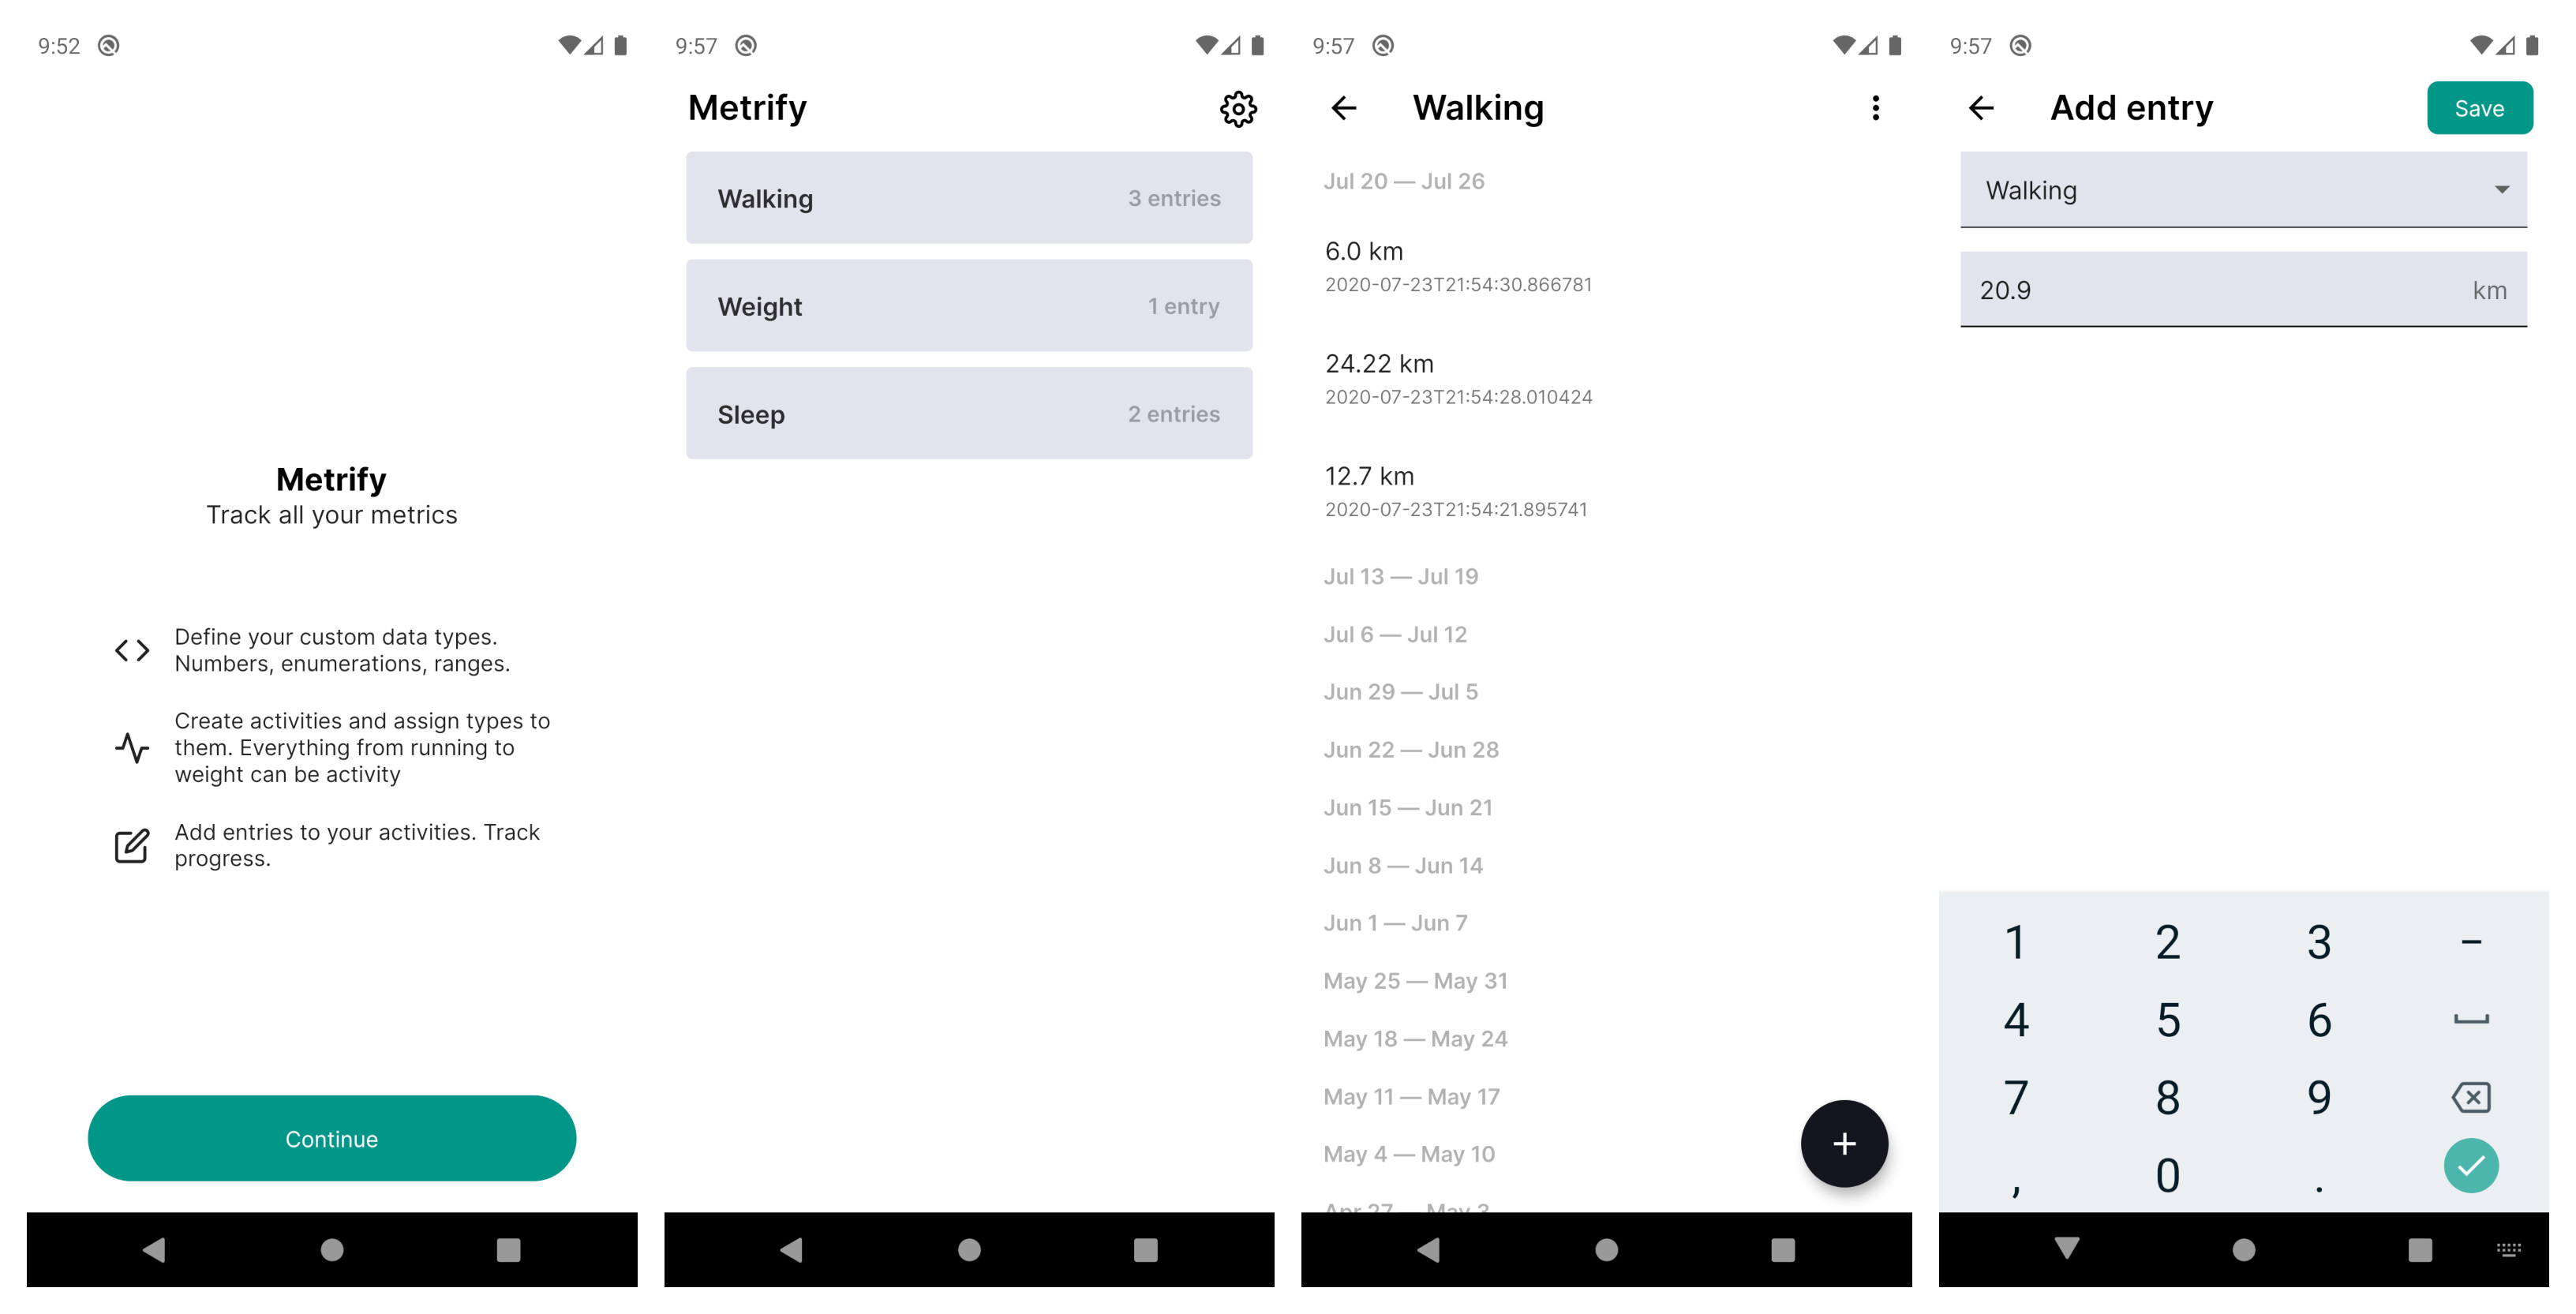 9:52
Metrify
Track all your metrics
Define your custom data types.
Numbers, enumerations, ranges.
Create activities and assign types to
them. Everything from running to
weight can be activity
Add entries to your activities. Track
progress.
Continue
9:57
Metrify
Walking 3 entries
Weight 1 entry
Sleep 2 entries
9:57
Walking
Jul 20 — Jul 26
6.0 km
2020-07-23T21:54:30.866781
24.22 km
2020-07-23T21:54:28.010424
12.7 km
2020-07-23T21:54:21.895741
Jul 13 — Jul 19
Jul 6 — Jul 12
Jun 29 — Jul 5
Jun 22 — Jun 28
Jun 15 — Jun 21
Jun 8 — Jun 14
Jun 1 — Jun 7
May 25 — May 31
May 18 — May 24
May 11 — May 17
May 4 — May 10
Apr 27 — May 3
+
9:57
Add entry Save
Walking
20.9 km
1 2 3 –
4 5 6
7 8 9
, 0 .